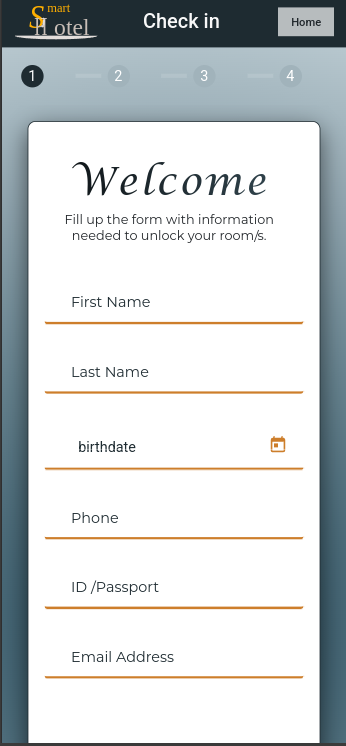 Smart
Hotel
Check in
Home
1 2 3 4
Welcome
Fill up the form with information
needed to unlock your room/s.
First Name
Last Name
birthdate
Phone
ID /Passport
Email Address